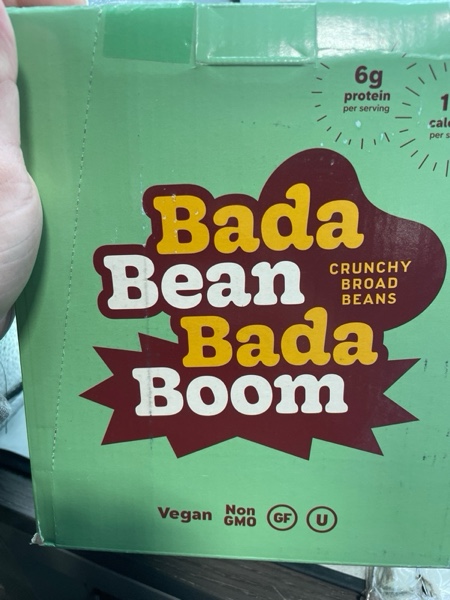 6g
protein
per serving
Bada
Bean
CRUNCHY
BROAD
BEANS
Bada
Boom
Vegan
Non
GMO
GF
U